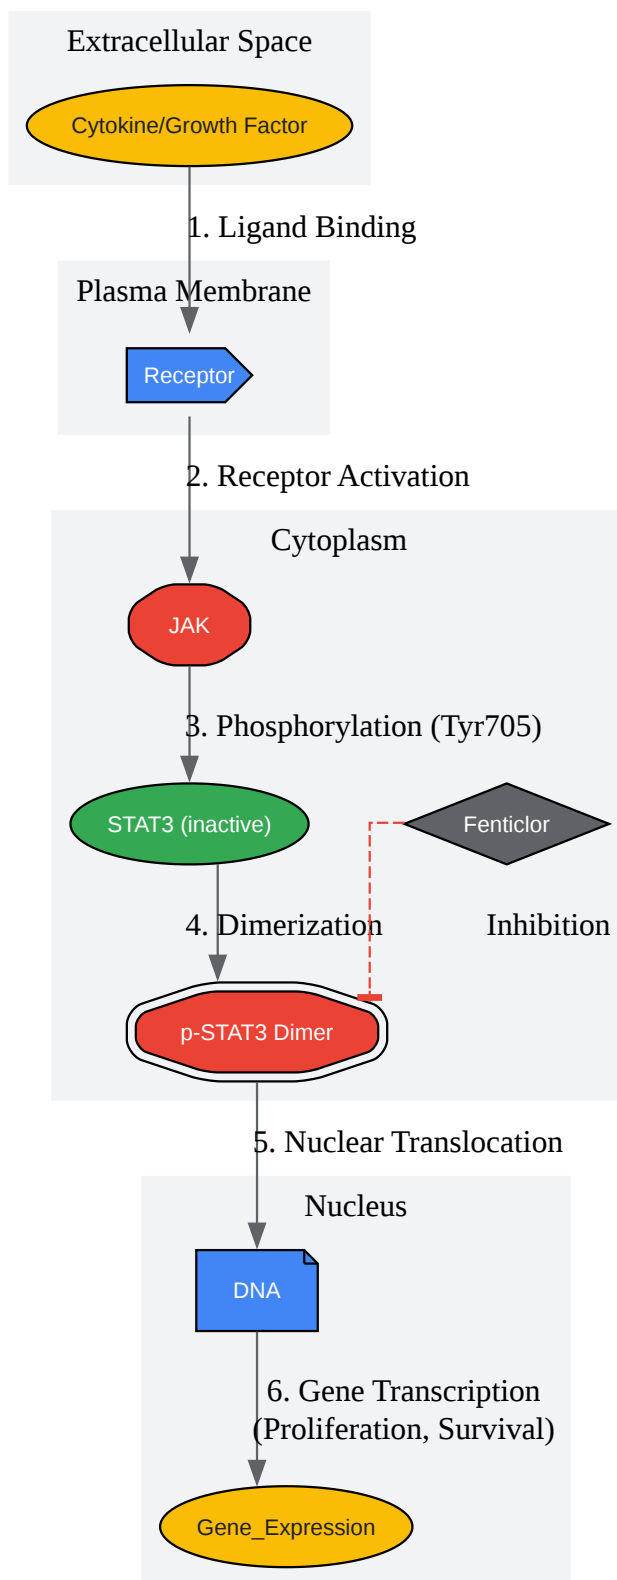 Extracellular Space
Cytokine/Growth Factor
1. Ligand Binding
Plasma Membrane
Receptor
2. Receptor Activation
Cytoplasm
JAK
3. Phosphorylation (Tyr705)
STAT3 (inactive)
Fenticlor
4. Dimerization
Inhibition
p-STAT3 Dimer
5. Nuclear Translocation
Nucleus
DNA
6. Gene Transcription
(Proliferation, Survival)
Gene_Expression